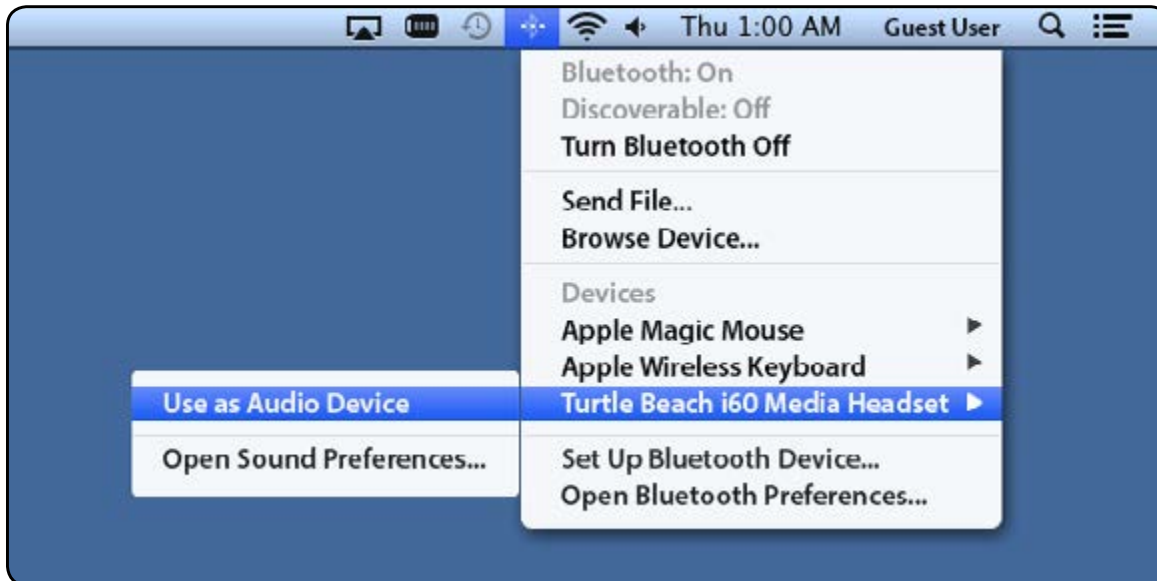 Thu 1:00 AM Guest User
Bluetooth: On
Discoverable: Off
Turn Bluetooth Off
Send File...
Browse Device...
Devices
Apple Magic Mouse
Apple Wireless Keyboard
Turtle Beach i60 Media Headset
Use as Audio Device
Open Sound Preferences...
Set Up Bluetooth Device...
Open Bluetooth Preferences...